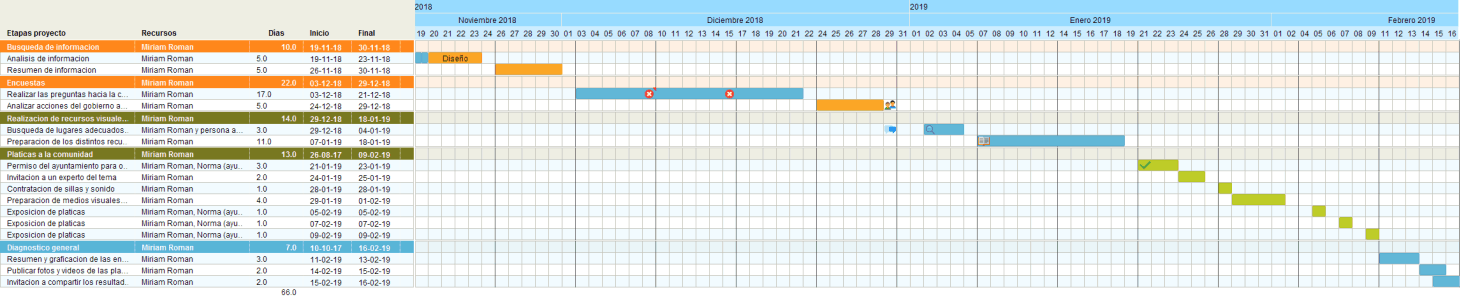 2018 2019
Noviembre 2018 Diciembre 2018 Enero 2019 Febrero 2019
Etapas proyecto Recursos Días Inicio Final 19 20 21 22 23 24 25 26 27 28 29 30 01 02 03 04 05 06 07 08 09 10 11 12 13 14 15 16 17 18 19 20 21 22 23 24 25 26 27 28 29 30 31 01 02 03 04 05 06 07 08 09 10 11 12 13 14 15 16 17 18 19 20 21 22 23 24 25 26 27 28 29 30 31 01 02 03 04 05 06 07 08 09 10 11 12 13 14 15 16
Busqueda de informacion Miriam Roman 10.0 19-11-18 30-11-18
Analisis de informacion Miriam Roman 5.0 19-11-18 23-11-18 Diseño
Resumen de informacion Miriam Roman 5.0 26-11-18 30-11-18
Encuestas Miriam Roman 22.0 03-12-18 29-12-18
Realizar las preguntas hacia la c... Miriam Roman 17.0 03-12-18 21-12-18
Analizar acciones del gobierno a... Miriam Roman 5.0 24-12-18 29-12-18
Realizacion de recursos visuale... Miriam Roman 14.0 29-12-18 18-01-19
Busqueda de lugares adecuados.. Miriam Roman y persona a... 3.0 29-12-18 04-01-19
Preparacion de los distintos recu.. Miriam Roman 11.0 07-01-19 18-01-19
Platicas a la comunidad Miriam Roman 13.0 26-08-17 09-02-19
Permiso del ayuntamiento para o.. Miriam Roman, Norma (ayu.. 3.0 21-01-19 23-01-19
Invitacion a un experto del tema Miriam Roman 2.0 24-01-19 25-01-19
Contratacion de sillas y sonido Miriam Roman 1.0 28-01-19 28-01-19
Preparacion de medios visuales... Miriam Roman 4.0 29-01-19 01-02-19
Exposicion de platicas Miriam Roman, Norma (ayu.. 1.0 05-02-19 05-02-19
Exposicion de platicas Miriam Roman, Norma (ayu.. 1.0 07-02-19 07-02-19
Exposicion de platicas Miriam Roman, Norma (ayu.. 1.0 09-02-19 09-02-19
Diagnostico general Miriam Roman 7.0 10-10-17 16-02-19
Resumen y graficacion de las en... Miriam Roman 3.0 11-02-19 13-02-19
Publicar fotos y videos de las pla... Miriam Roman 2.0 14-02-19 15-02-19
Invitacion a compartir los resultad.. Miriam Roman 2.0 15-02-19 16-02-19
66.0